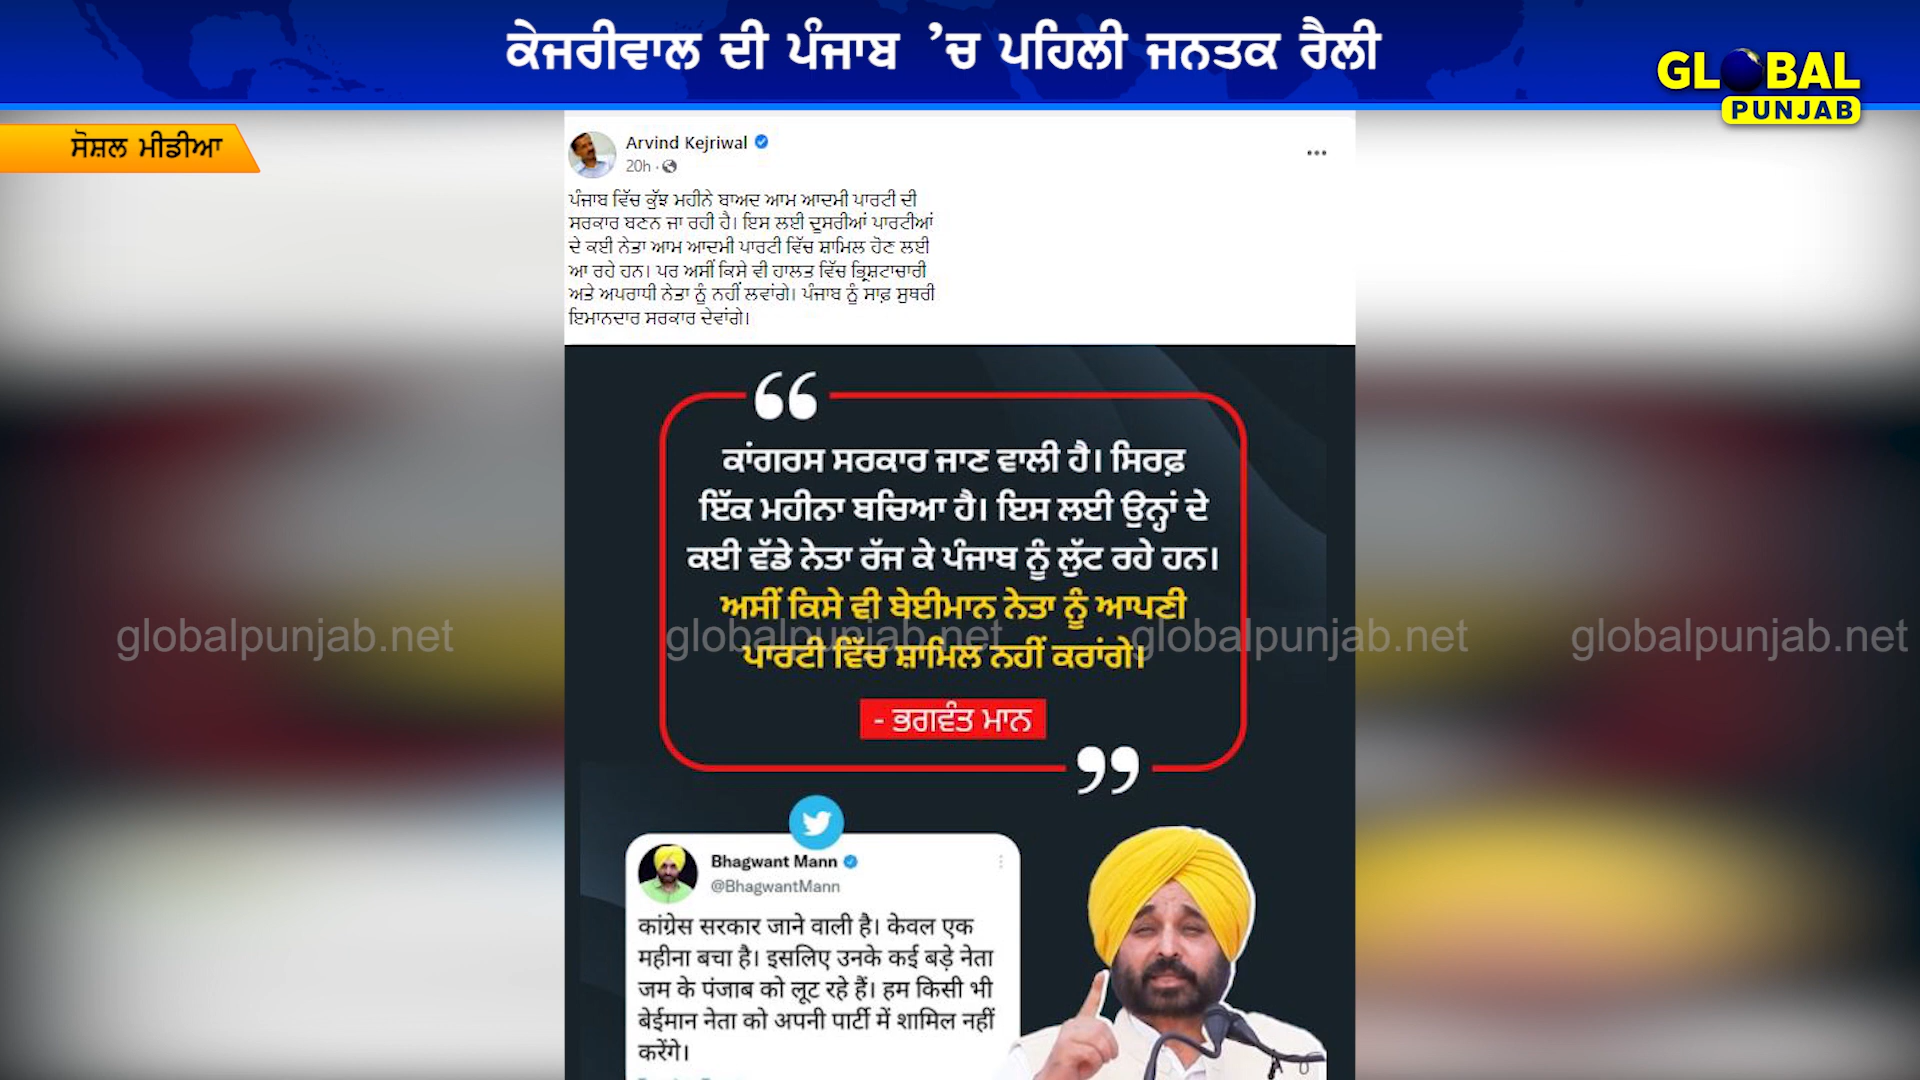 ਕੇਜਰੀਵਾਲ ਦੀ ਪੰਜਾਬ ’ਚ ਪਹਿਲੀ ਜਨਤਕ ਰੈਲੀ
GLOBAL
PUNJAB
ਸੋਸ਼ਲ ਮੀਡੀਆ
Arvind Kejriwal
20h ·
ਪੰਜਾਬ ਵਿੱਚ ਕੁੱਝ ਮਹੀਨੇ ਬਾਅਦ ਆਮ ਆਦਮੀ ਪਾਰਟੀ ਦੀ
ਸਰਕਾਰ ਬਣਨ ਜਾ ਰਹੀ ਹੈ। ਇਸ ਲਈ ਦੂਸਰੀਆਂ ਪਾਰਟੀਆਂ
ਦੇ ਕਈ ਨੇਤਾ ਆਮ ਆਦਮੀ ਪਾਰਟੀ ਵਿੱਚ ਸ਼ਾਮਿਲ ਹੋਣ ਲਈ
ਆ ਰਹੇ ਹਨ। ਪਰ ਅਸੀਂ ਕਿਸੇ ਵੀ ਹਾਲਤ ਵਿੱਚ ਭ੍ਰਿਸ਼ਟਾਚਾਰੀ
ਅਤੇ ਅਪਰਾਧੀ ਨੇਤਾ ਨੂੰ ਨਹੀਂ ਲਵਾਂਗੇ। ਪੰਜਾਬ ਨੂੰ ਸਾਫ਼ ਸੁਥਰੀ
ਇਮਾਨਦਾਰ ਸਰਕਾਰ ਦੇਵਾਂਗੇ।
“
ਕਾਂਗਰਸ ਸਰਕਾਰ ਜਾਣ ਵਾਲੀ ਹੈ। ਸਿਰਫ਼
ਇੱਕ ਮਹੀਨਾ ਬਚਿਆ ਹੈ। ਇਸ ਲਈ ਉਨ੍ਹਾਂ ਦੇ
ਕਈ ਵੱਡੇ ਨੇਤਾ ਰੱਜ ਕੇ ਪੰਜਾਬ ਨੂੰ ਲੁੱਟ ਰਹੇ ਹਨ।
ਅਸੀਂ ਕਿਸੇ ਵੀ ਬੇਈਮਾਨ ਨੇਤਾ ਨੂੰ ਆਪਣੀ
ਪਾਰਟੀ ਵਿੱਚ ਸ਼ਾਮਿਲ ਨਹੀਂ ਕਰਾਂਗੇ।
- ਭਗਵੰਤ ਮਾਨ
”
globalpunjab.net globalpunjab.net globalpunjab.net globalpunjab.net
Bhagwant Mann
@BhagwantMann
कांग्रेस सरकार जाने वाली है। केवल एक
महीना बचा है। इसलिए उनके कई बड़े नेता
जम के पंजाब को लूट रहे हैं। हम किसी भी
बेईमान नेता को अपनी पार्टी में शामिल नहीं
करेंगे।